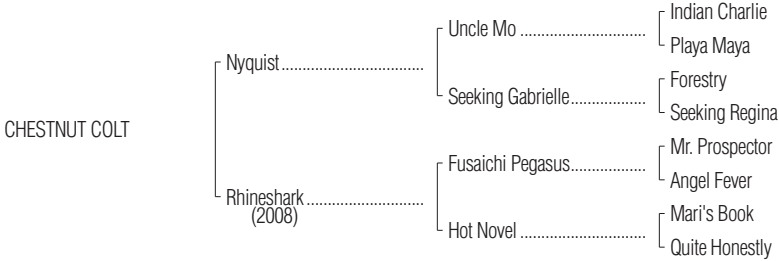 Indian Charlie
Uncle Mo ................................
Playa Maya
Nyquist....................................
Forestry
Seeking Gabrielle...................
Seeking Regina
CHESTNUT COLT
Mr. Prospector
Fusaichi Pegasus...................
Angel Fever
Rhineshark .............................
(2008)
Mari's Book
Hot Novel ................................
Quite Honestly